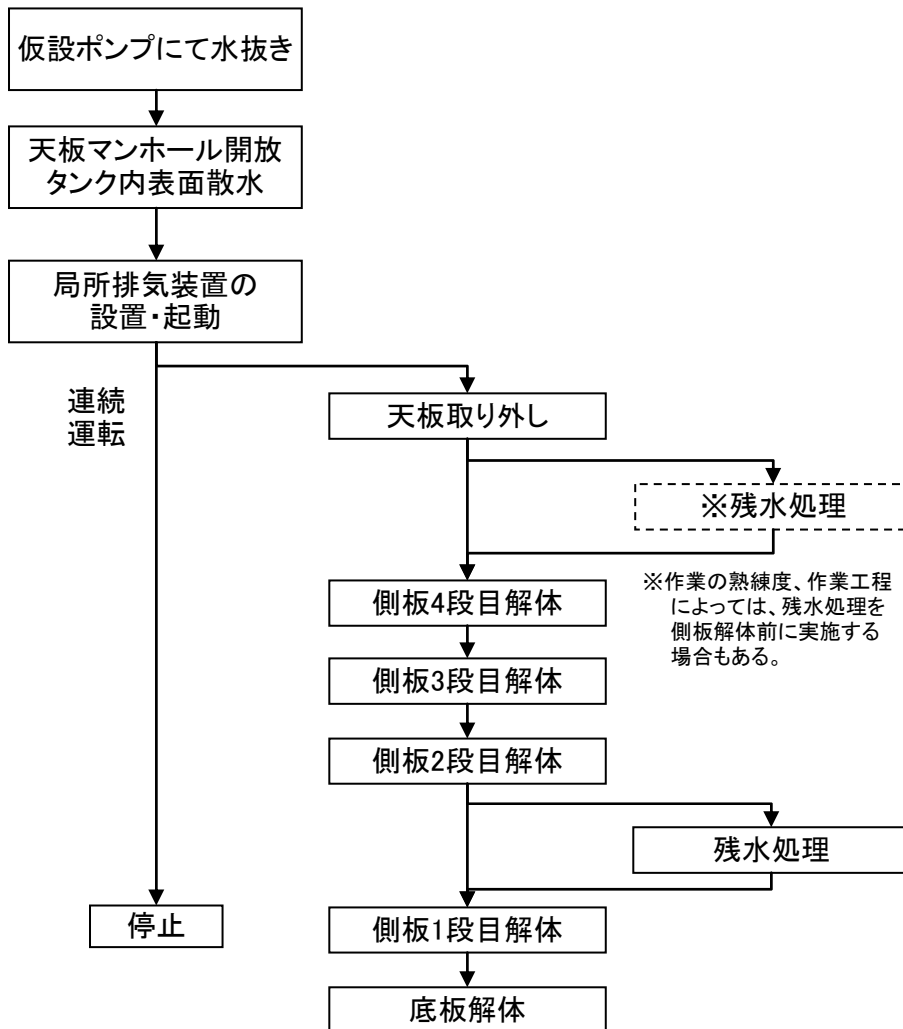 仮設ポンプにて水抜き
天板マンホール開放
タンク内表面散水
局所排気装置の
設置・起動
連続
運転
天板取り外し
※残水処理
※作業の熟練度、作業工程
によっては、残水処理を
側板解体前に実施する
場合もある。
側板4段目解体
側板3段目解体
側板2段目解体
残水処理
停止
側板1段目解体
底板解体